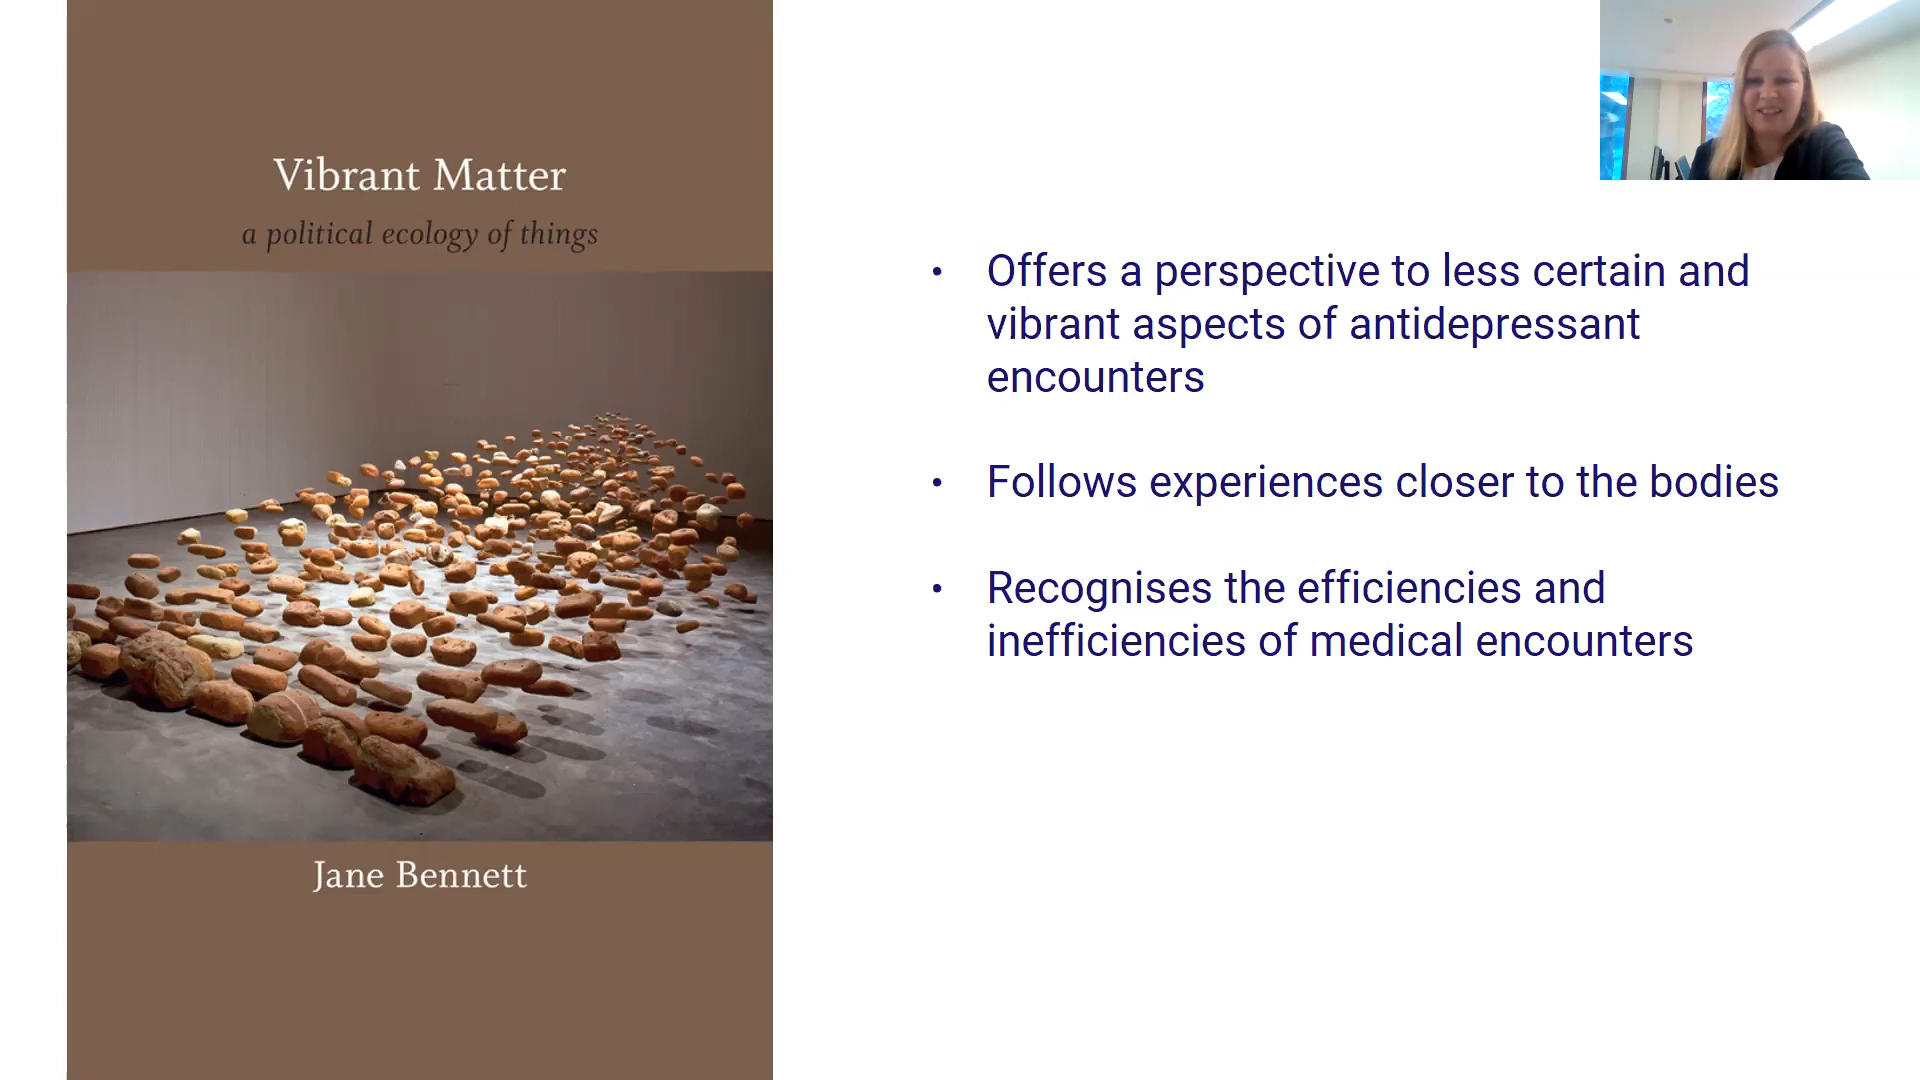 Vibrant Matter
a political ecology of things
Jane Bennett
• Offers a perspective to less certain and
vibrant aspects of antidepressant
encounters
• Follows experiences closer to the bodies
• Recognises the efficiencies and
inefficiencies of medical encounters